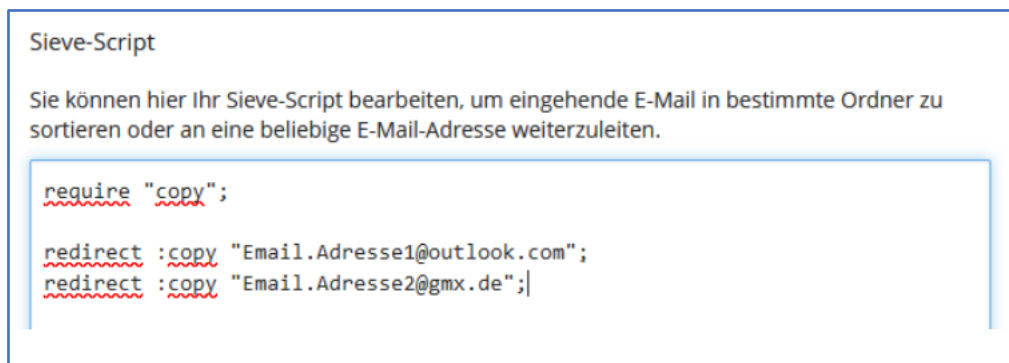 Sieve-Script
Sie können hier Ihr Sieve-Script bearbeiten, um eingehende E-Mail in bestimmte Ordner zu
sortieren oder an eine beliebige E-Mail-Adresse weiterzuleiten.
require "copy";
redirect :copy "Email.Adresse1@outlook.com";
redirect :copy "Email.Adresse2@gmx.de";